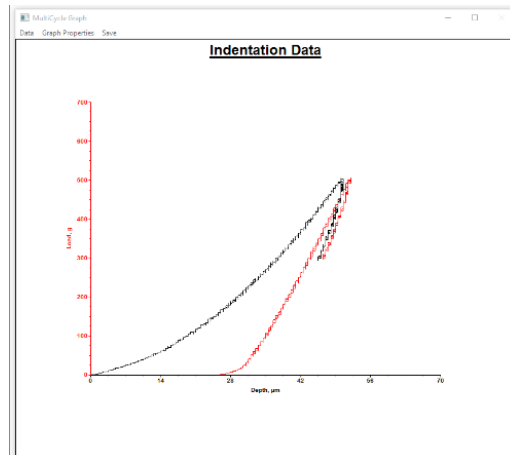 MultiCycle Graph
Data Graph Properties Save
Indentation Data
700
600
500
400
300
200
100
0
Load, g
0 14 28 42 56 70
Depth, µm